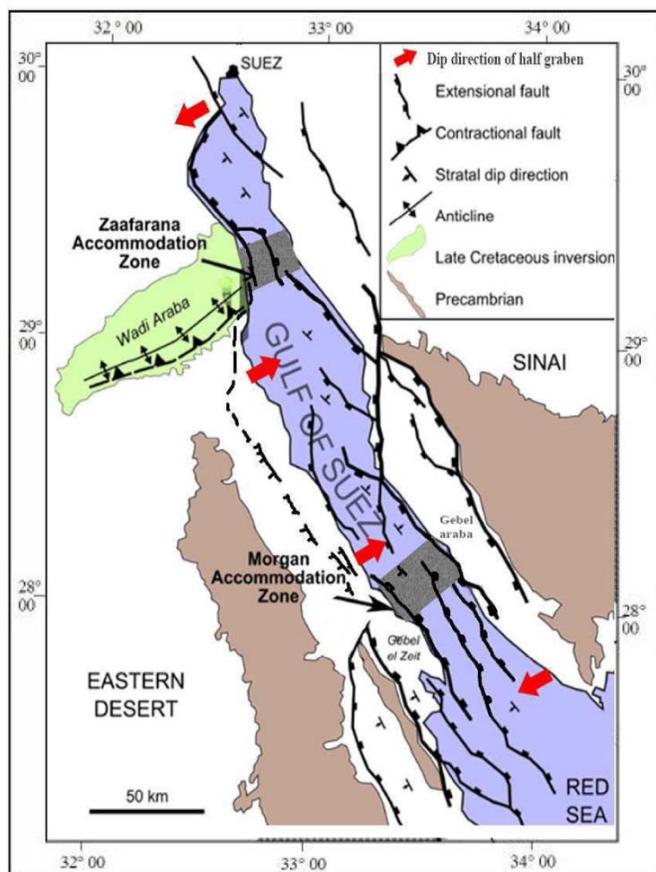 32° 00
33° 00
34° 00
30°
00
30°
00
SUEZ
Dip direction of half graben
Extensional fault
Contractional fault
Stratal dip direction
Anticline
Late Cretaceous inversion
Precambrian
Zaafarana
Accommodation
Zone
Wadi Araba
29°
00
29°
00
GULF OF SUEZ
SINAI
Gebel
araba
Morgan
Accommodation
Zone
28°
00
28°
00
Gebel
el Zeit
EASTERN
DESERT
50 km
RED
SEA
32° 00
33° 00
34° 00